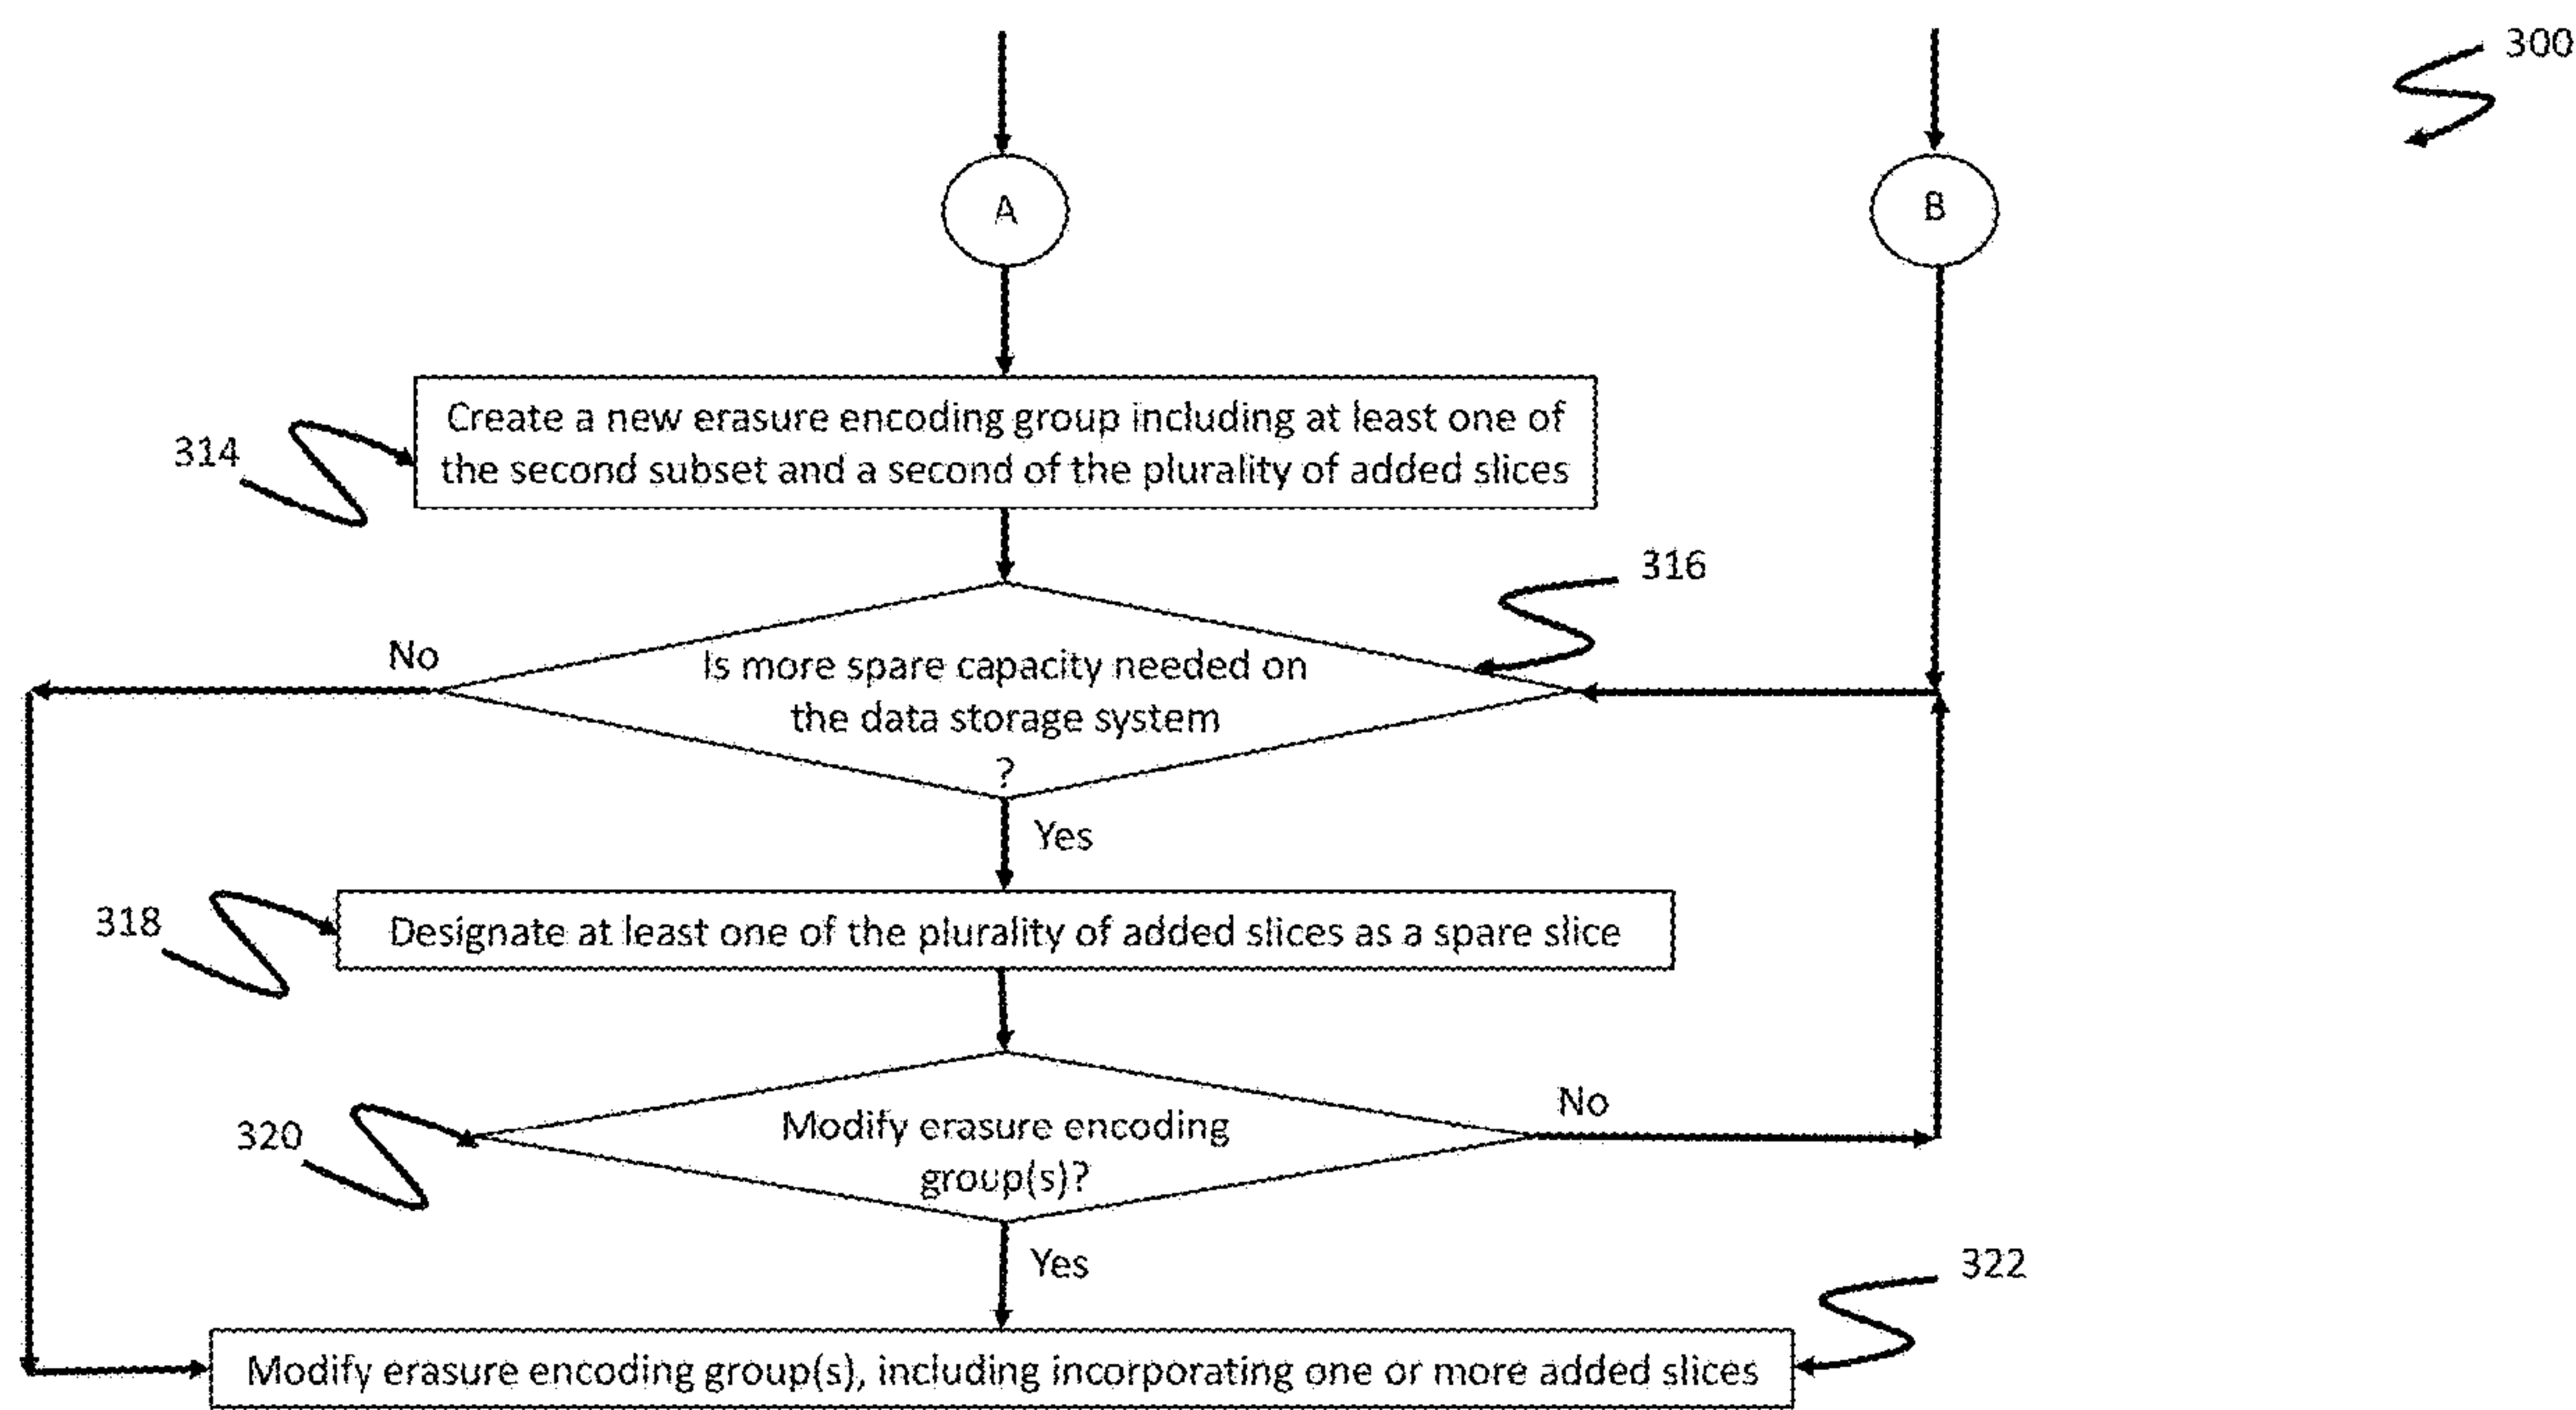 300
A
B
Create a new erasure encoding group including at least one of
the second subset and a second of the plurality of added slices
314
316
No
Is more spare capacity needed on
the data storage system
?
Yes
318
Designate at least one of the plurality of added slices as a spare slice
No
320
Modify erasure encoding
group(s)?
Yes
322
Modify erasure encoding group(s), including incorporating one or more added slices